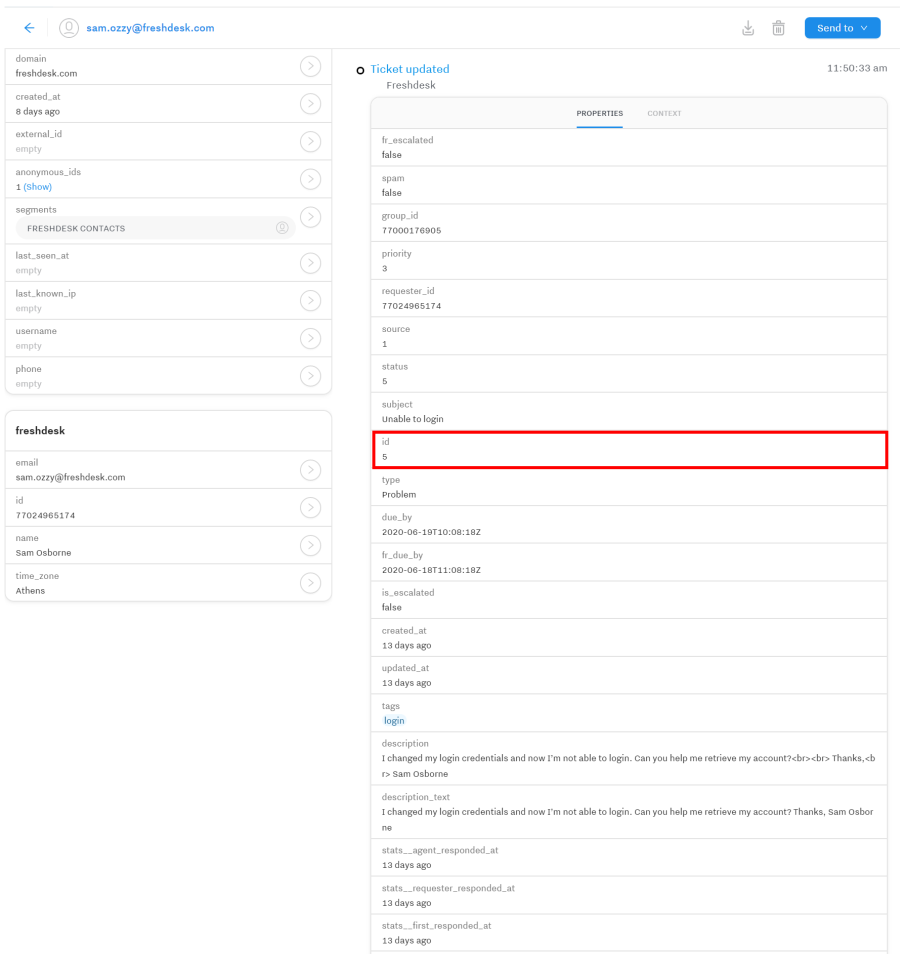 sam.ozzy@freshdesk.com
Send to
domain
freshdesk.com
created_at
8 days ago
external_id
empty
anonymous_ids
1 (Show)
segments
FRESHDESK CONTACTS
last_seen_at
empty
last_known_ip
empty
username
empty
phone
empty
freshdesk
email
sam.ozzy@freshdesk.com
id
77024965174
name
Sam Osborne
time_zone
Athens
Ticket updated
11:50:33 am
Freshdesk
PROPERTIES CONTEXT
fr_escalated
false
spam
false
group_id
77000176905
priority
3
requester_id
77024965174
source
1
status
5
subject
Unable to login
id
5
type
Problem
due_by
2020-06-19T10:08:18Z
fr_due_by
2020-06-18T11:08:18Z
is_escalated
false
created_at
13 days ago
updated_at
13 days ago
tags
login
description
I changed my login credentials and now I'm not able to login. Can you help me retrieve my account?<br><br> Thanks,<b
r> Sam Osborne
description_text
I changed my login credentials and now I'm not able to login. Can you help me retrieve my account? Thanks, Sam Osbor
ne
stats__agent_responded_at
13 days ago
stats__requester_responded_at
13 days ago
stats__first_responded_at
13 days ago